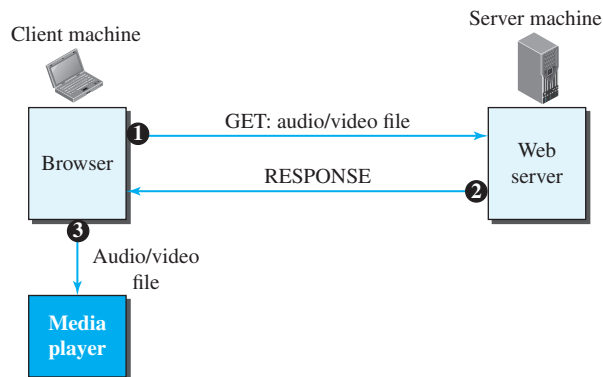 Server machine
Client machine
1
GET: audio/video file
Browser
Web
server
RESPONSE
2
3
Audio/video
file
Media
player